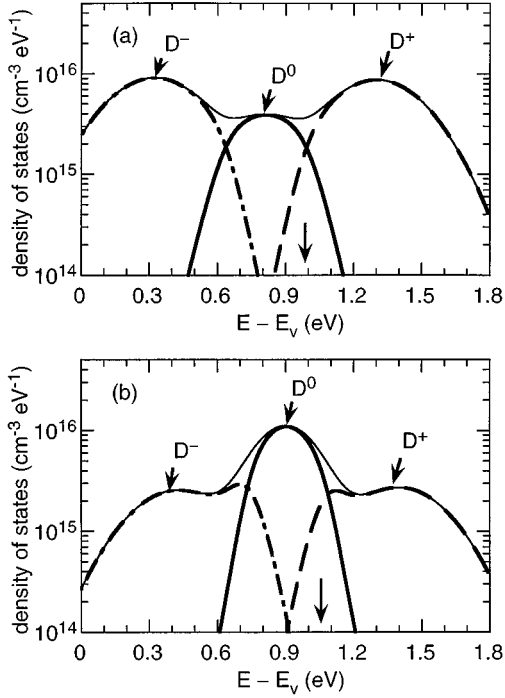 (a)
D⁻
D⁰
D⁺
density of states (cm⁻³ eV⁻¹)
10¹⁶
10¹⁵
10¹⁴
0 0.3 0.6 0.9 1.2 1.5 1.8
E − Eᵥ (eV)
(b)
D⁻
D⁰
D⁺
density of states (cm⁻³ eV⁻¹)
10¹⁶
10¹⁵
10¹⁴
0 0.3 0.6 0.9 1.2 1.5 1.8
E − Eᵥ (eV)